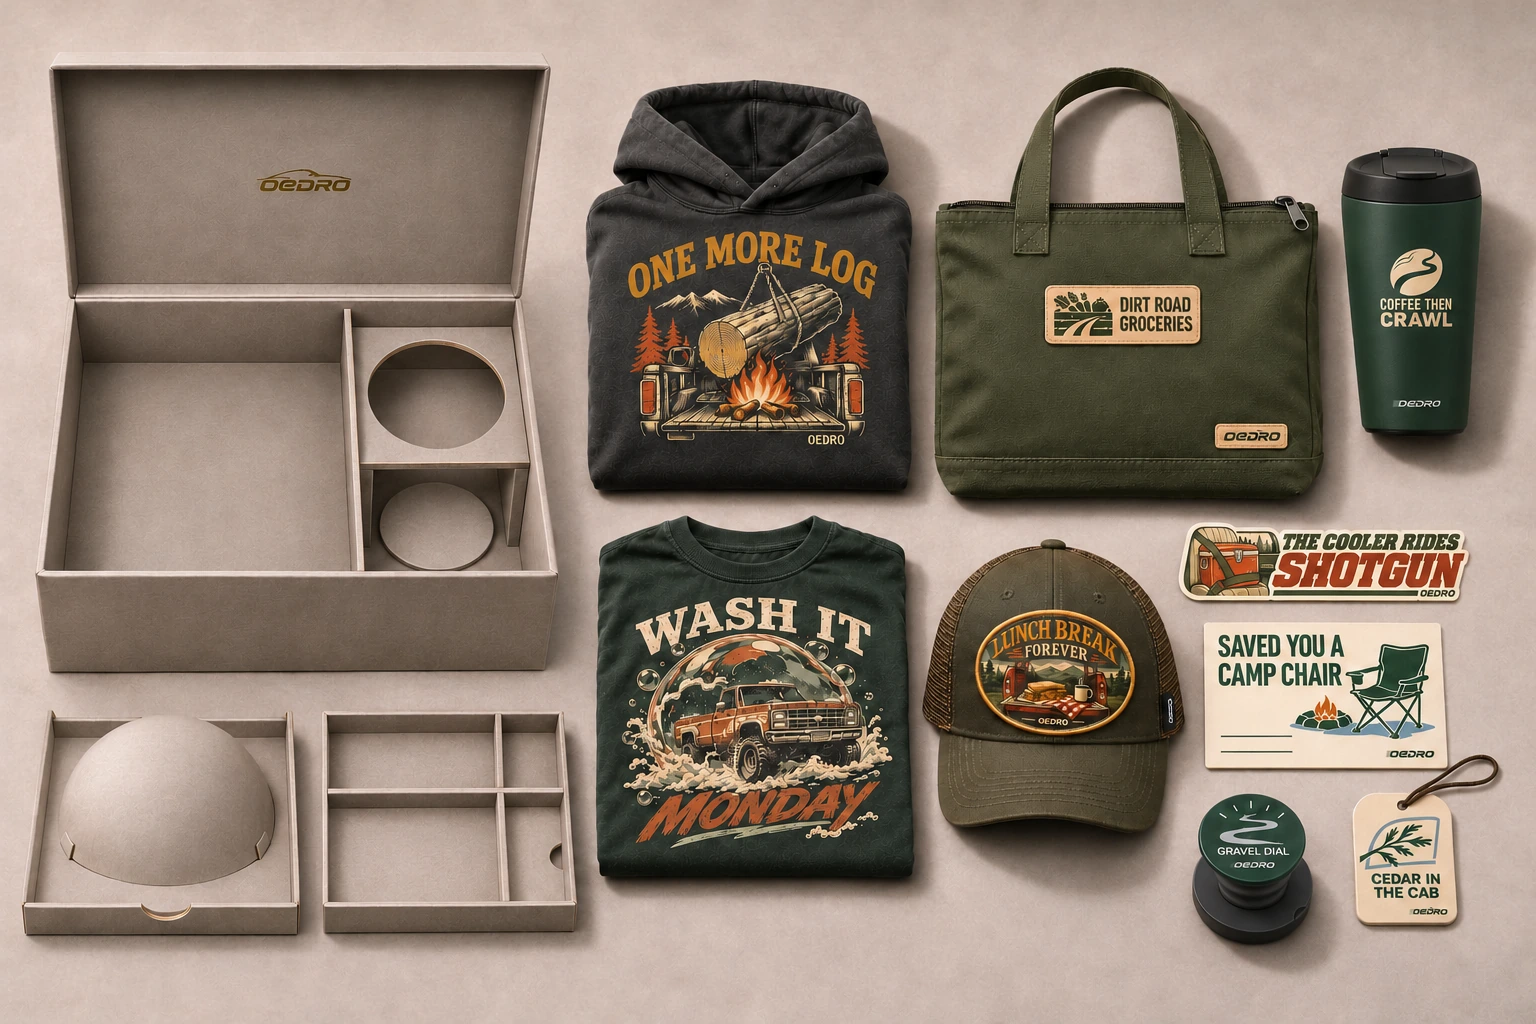 OEDRO
ONE MORE LOG
OEDRO
DIRT ROAD
GROCERIES
OEDRO
COFFEE THEN
CRAWL
OEDRO
WASH IT
MONDAY
LUNCH BREAK
FOREVER
OEDRO
THE COOLER RIDES
SHOTGUN
OEDRO
SAVED YOU A
CAMP CHAIR
OEDRO
GRAVEL DIAL
OEDRO
CEDAR IN
THE CAB
OEDRO